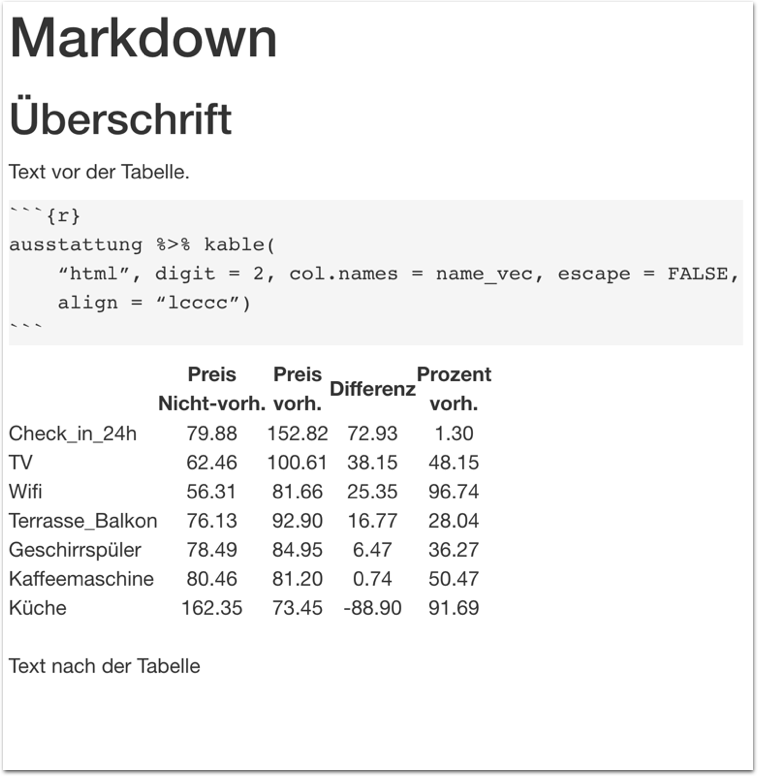 Markdown
Überschrift
Text vor der Tabelle.
```{r}
ausstattung %>% kable(
    “html”, digit = 2, col.names = name_vec, escape = FALSE,
    align = “lcccc”)
```
Preis Preis Prozent
Differenz
Nicht-vorh. vorh. vorh.
Check_in_24h 79.88 152.82 72.93 1.30
TV 62.46 100.61 38.15 48.15
Wifi 56.31 81.66 25.35 96.74
Terrasse_Balkon 76.13 92.90 16.77 28.04
Geschirrspüler 78.49 84.95 6.47 36.27
Kaffeemaschine 80.46 81.20 0.74 50.47
Küche 162.35 73.45 -88.90 91.69
Text nach der Tabelle